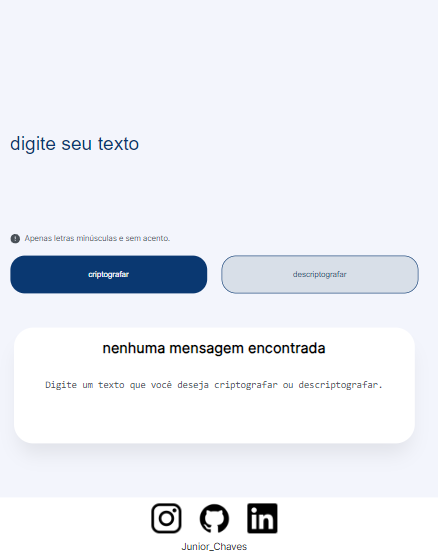 digite seu texto
Apenas letras minúsculas e sem acento.
criptografar
descriptografar
nenhuma mensagem encontrada
Digite um texto que você deseja criptografar ou descriptografar.
Junior_Chaves